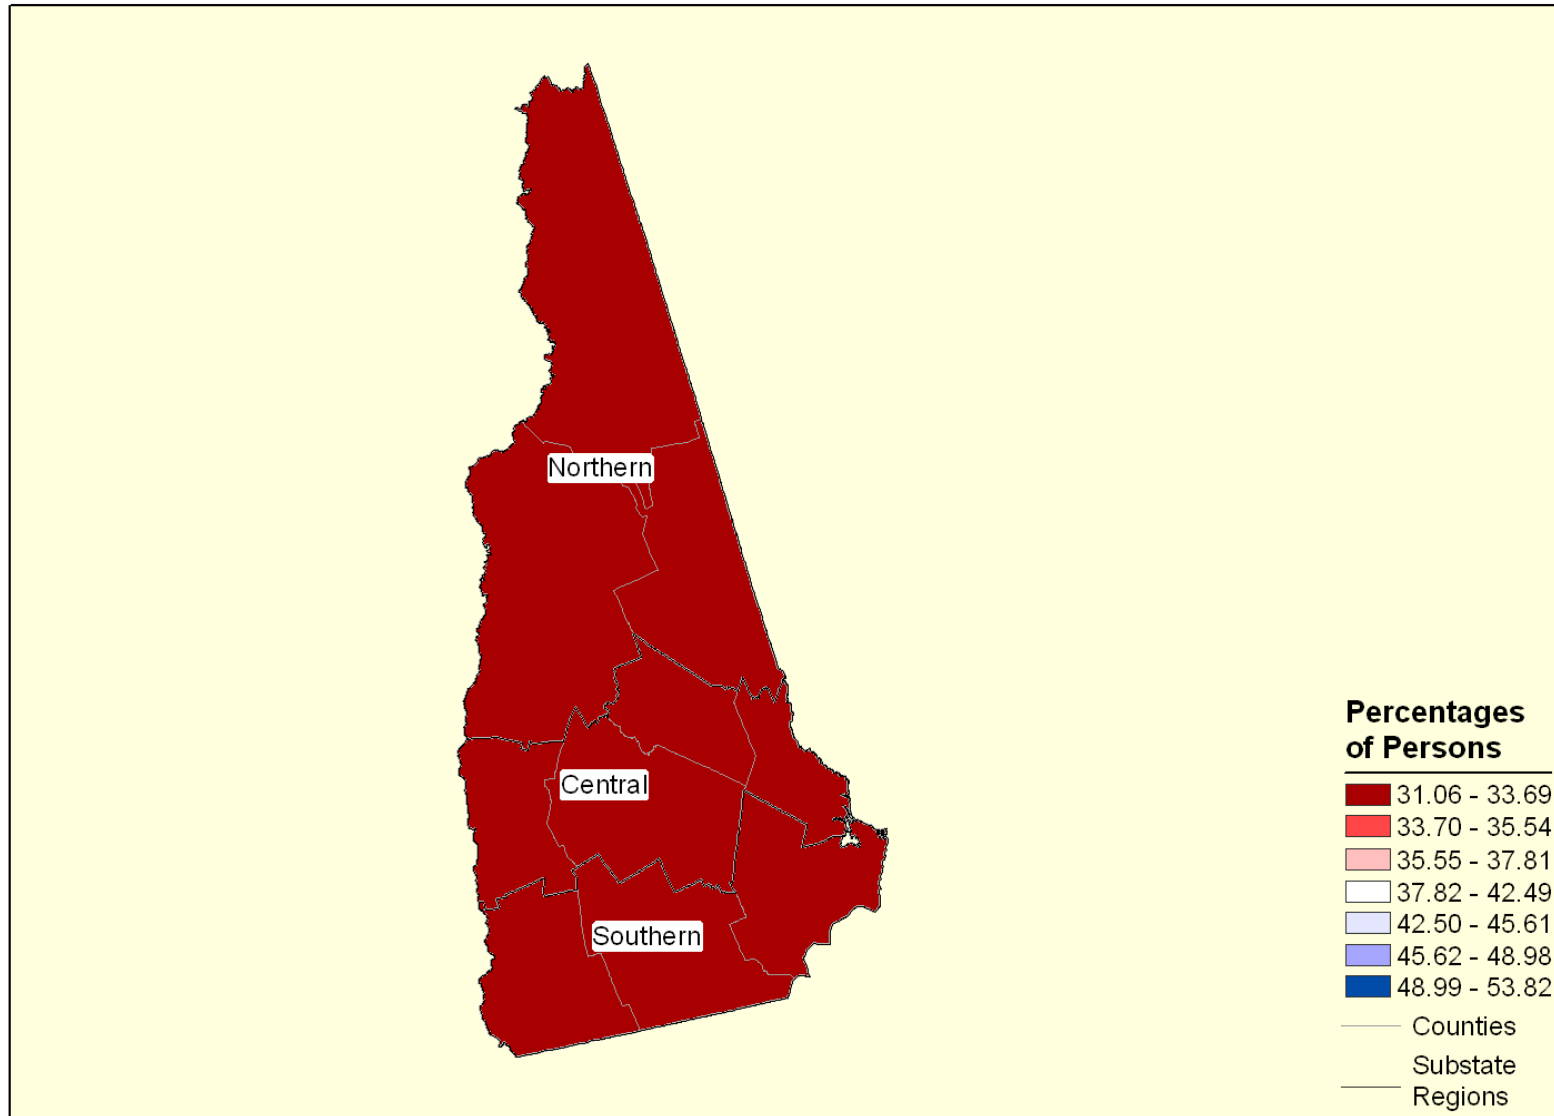 Northern
Central
Southern
Percentages
of Persons
31.06 - 33.69
33.70 - 35.54
35.55 - 37.81
37.82 - 42.49
42.50 - 45.61
45.62 - 48.98
48.99 - 53.82
Counties
Substate
Regions